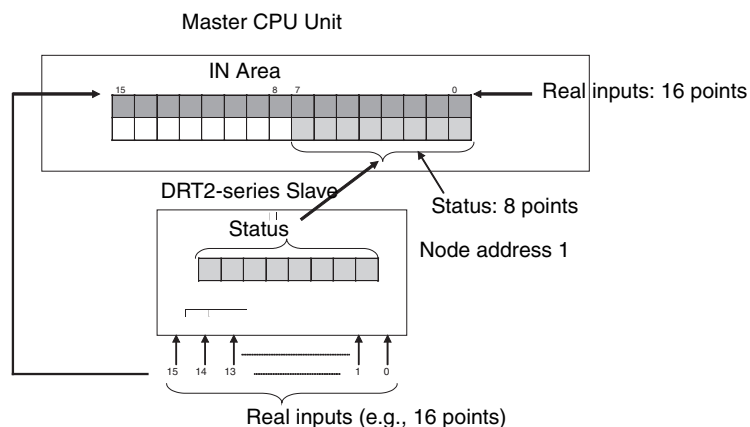 Master CPU Unit
IN Area
15 8 7 0
Real inputs: 16 points
DRT2-series Slave
Status: 8 points
Status
Node address 1
15 14 13 1 0
Real inputs (e.g., 16 points)